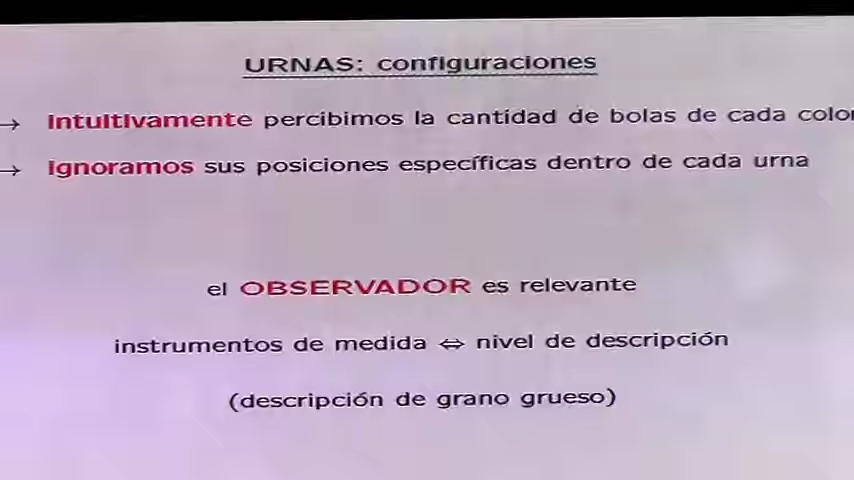 URNAS: configuraciones
→ intuitivamente percibimos la cantidad de bolas de cada color
→ ignoramos sus posiciones específicas dentro de cada urna
el OBSERVADOR es relevante
instrumentos de medida ⇔ nivel de descripción
(descripción de grano grueso)